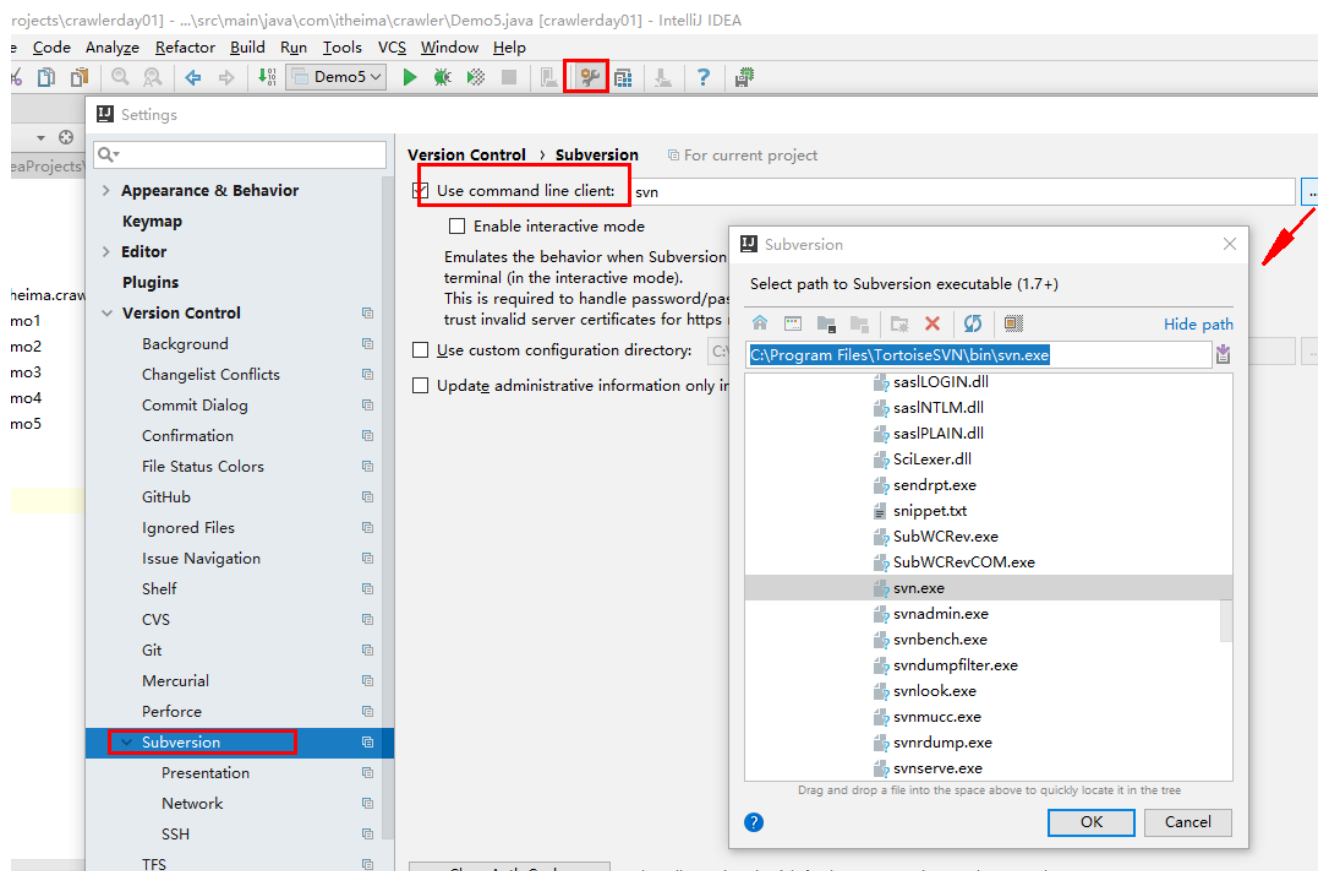 rojects\crawlerday01] - ...\src\main\java\com\itheima\crawler\Demo5.java [crawlerday01] - IntelliJ IDEA
Code Analyze Refactor Build Run Tools VCS Window Help
Demo5
Settings
eaProjects\
heima.craw
mo1
mo2
mo3
mo4
mo5
Appearance & Behavior
Keymap
Editor
Plugins
Version Control
Background
Changelist Conflicts
Commit Dialog
Confirmation
File Status Colors
GitHub
Ignored Files
Issue Navigation
Shelf
CVS
Git
Mercurial
Perforce
Subversion
Presentation
Network
SSH
TFS
Version Control › Subversion For current project
Use command line client: svn ...
Enable interactive mode
Emulates the behavior when Subversion
terminal (in the interactive mode).
This is required to handle password/pas
trust invalid server certificates for https
Use custom configuration directory: C:\
Update administrative information only in
Subversion
Select path to Subversion executable (1.7+)
Hide path
C:\Program Files\TortoiseSVN\bin\svn.exe
saslLOGIN.dll
saslNTLM.dll
saslPLAIN.dll
SciLexer.dll
sendrpt.exe
snippet.txt
SubWCRev.exe
SubWCRevCOM.exe
svn.exe
svnadmin.exe
svnbench.exe
svndumpfilter.exe
svnlook.exe
svnmucc.exe
svnrdump.exe
svnserve.exe
Drag and drop a file into the space above to quickly locate it in the tree
OK Cancel